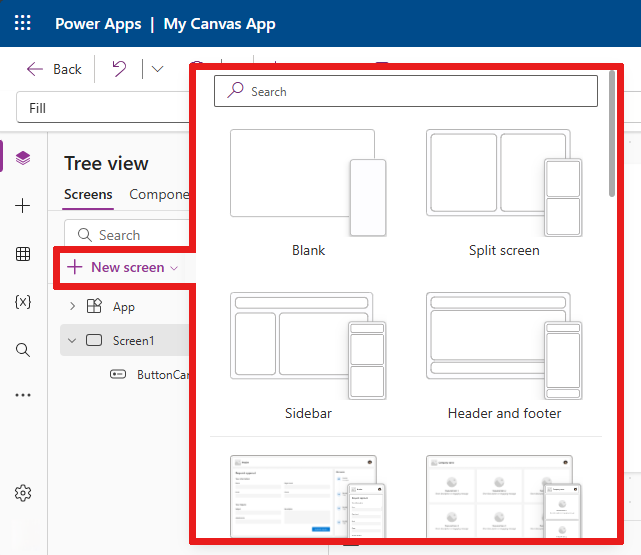 Power Apps | My Canvas App
Back
Fill
Search
Tree view
Screens Compone
Search
New screen
App
Screen1
ButtonCan
Blank
Split screen
Sidebar
Header and footer